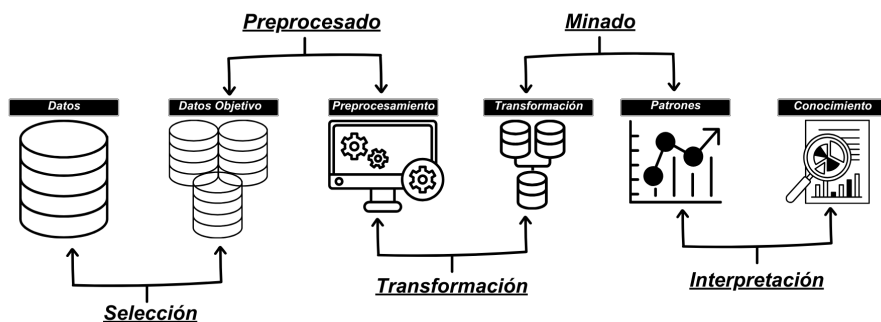 Preprocesado
Minado
Datos
Datos Objetivo
Preprocesamiento
Transformación
Patrones
Conocimiento
Selección
Transformación
Interpretación